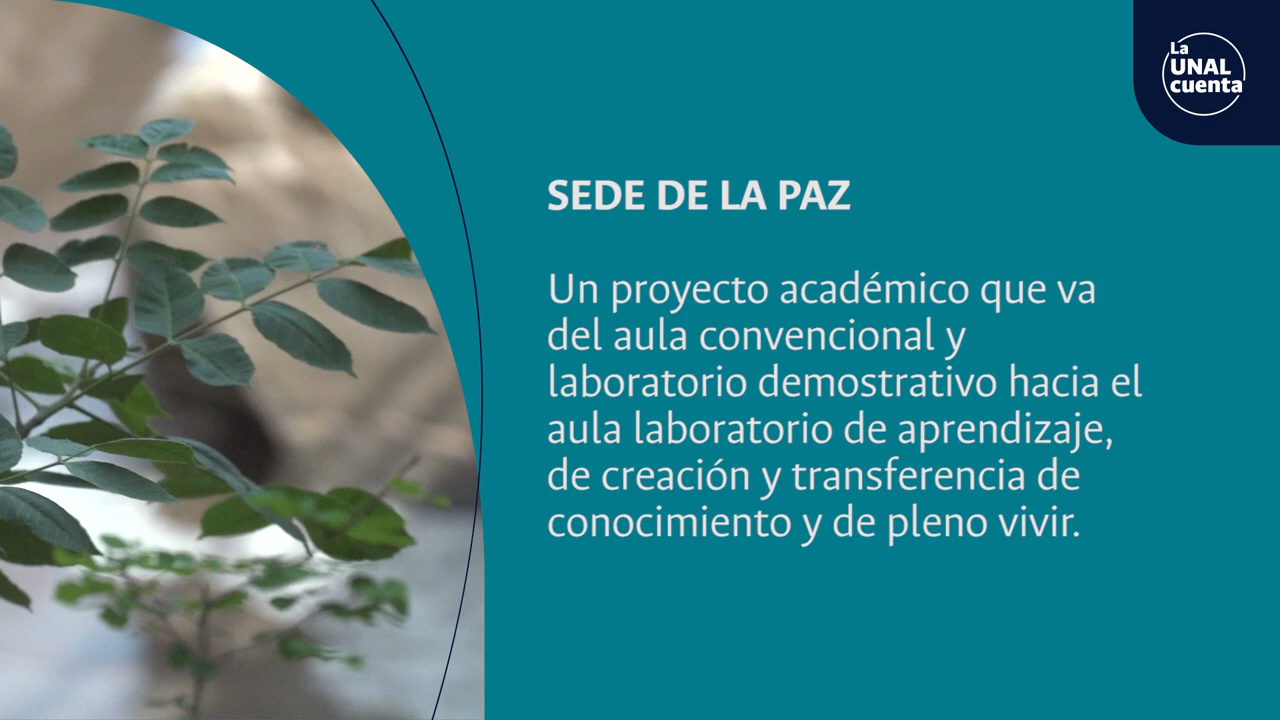 La
UNAL
cuenta
SEDE DE LA PAZ
Un proyecto académico que va
del aula convencional y
laboratorio demostrativo hacia el
aula laboratorio de aprendizaje,
de creación y transferencia de
conocimiento y de pleno vivir.